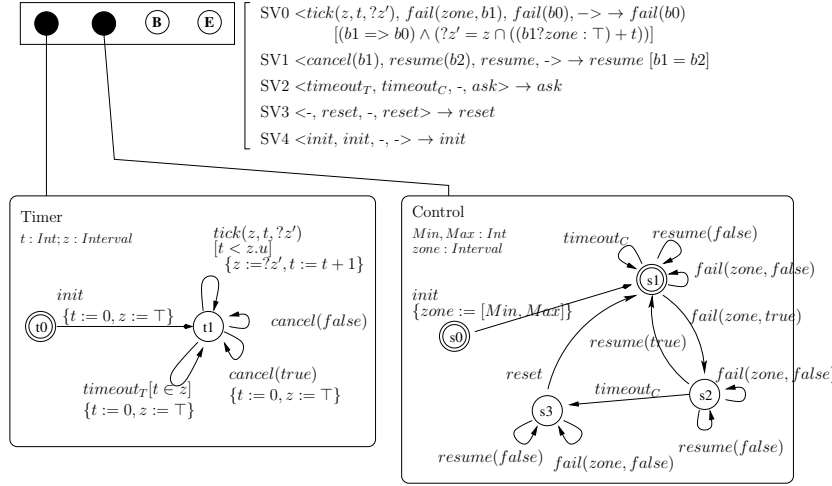 B E
SV0 <tick(z, t, ?z′), fail(zone, b1), fail(b0), −> → fail(b0)
[(b1 => b0) ∧ (?z′ = z ∩ ((b1?zone : ⊤) + t))]
SV1 <cancel(b1), resume(b2), resume, -> → resume [b1 = b2]
SV2 <timeout_T, timeout_C, -, ask> → ask
SV3 <-, reset, -, reset> → reset
SV4 <init, init, -, -> → init
Timer
t : Int; z : Interval
tick(z, t, ?z′)
[t < z.u]
{z :=?z′, t := t + 1}
init
{t := 0, z := ⊤}
t0
t1
cancel(false)
cancel(true)
{t := 0, z := ⊤}
timeout_T[t ∈ z]
{t := 0, z := ⊤}
Control
Min, Max : Int
zone : Interval
timeout_C
resume(false)
fail(zone, false)
s1
init
{zone := [Min, Max]}
s0
fail(zone, true)
resume(true)
reset
timeout_C
fail(zone, false)
s2
s3
resume(false)
resume(false)
fail(zone, false)